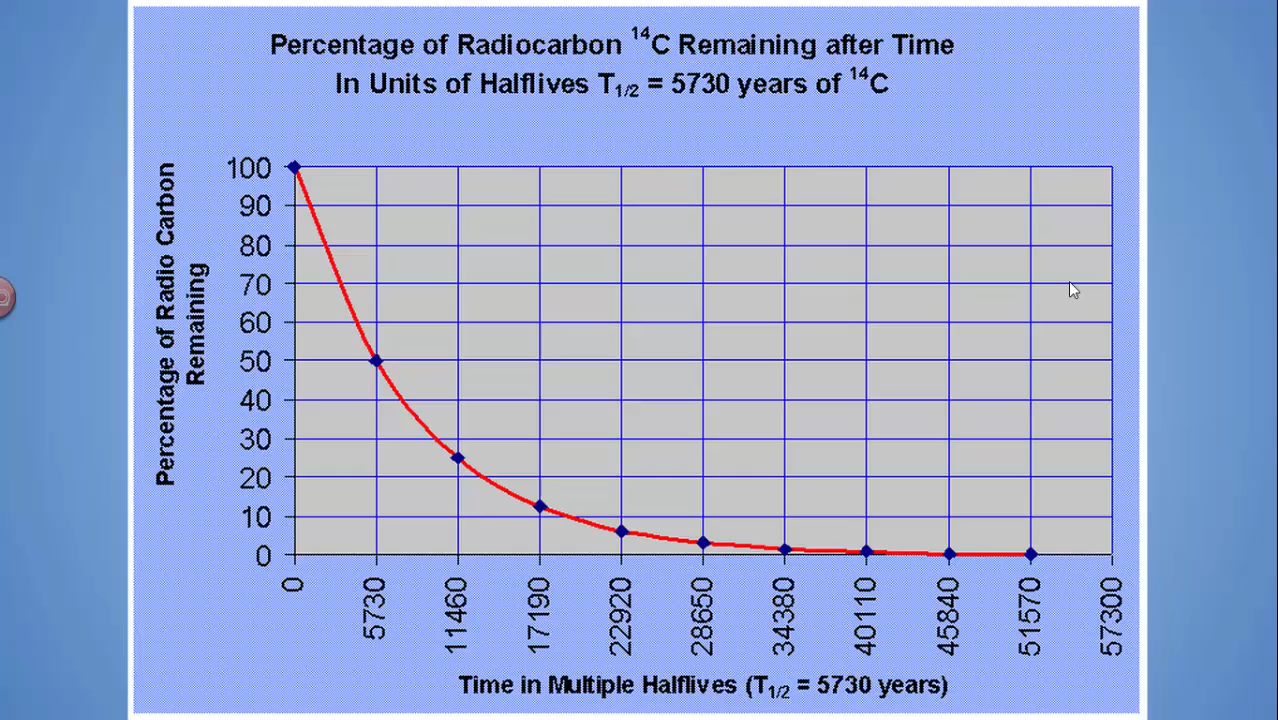 Percentage of Radiocarbon ¹⁴C Remaining after Time
In Units of Halflives T₁/₂ = 5730 years of ¹⁴C
Percentage of Radio Carbon
Remaining
100
90
80
70
60
50
40
30
20
10
0
0 5730 11460 17190 22920 28650 34380 40110 45840 51570 57300
Time in Multiple Halflives (T₁/₂ = 5730 years)